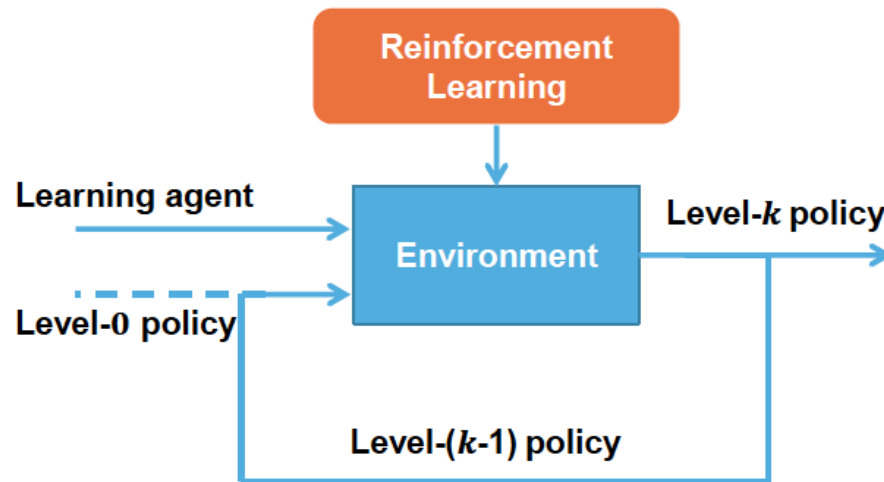 Reinforcement
Learning
Learning agent
Level-k policy
Environment
Level-0 policy
Level-(k-1) policy